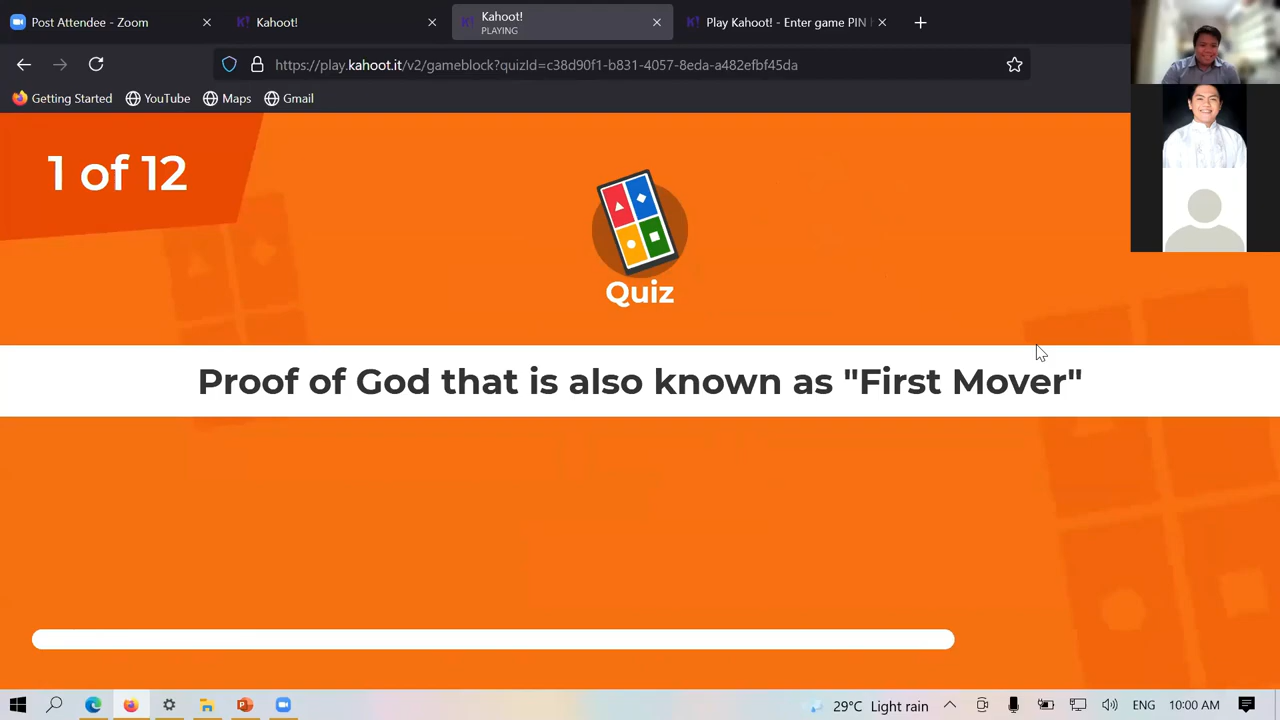 Post Attendee - Zoom
Kahoot!
Kahoot!
PLAYING
Play Kahoot! - Enter game PIN
https://play.kahoot.it/v2/gameblock?quizId=c38d90f1-b831-4057-8eda-a482efbf45da
Getting Started
YouTube
Maps
Gmail
1 of 12
Quiz
Proof of God that is also known as "First Mover"
29°C Light rain
ENG
10:00 AM